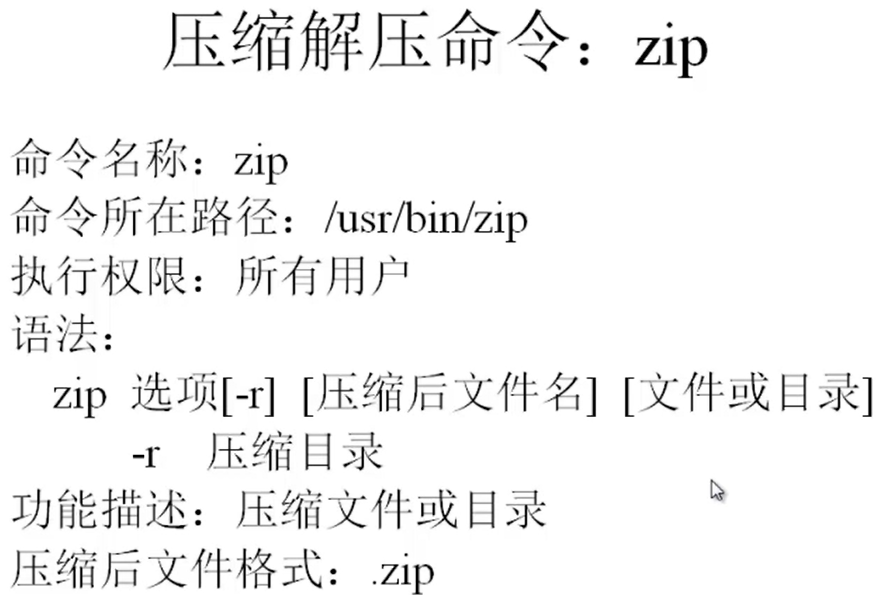 压缩解压命令：zip
命令名称：zip
命令所在路径：/usr/bin/zip
执行权限：所有用户
语法：
zip 选项[-r] [压缩后文件名] [文件或目录]
-r 压缩目录
功能描述：压缩文件或目录
压缩后文件格式：.zip